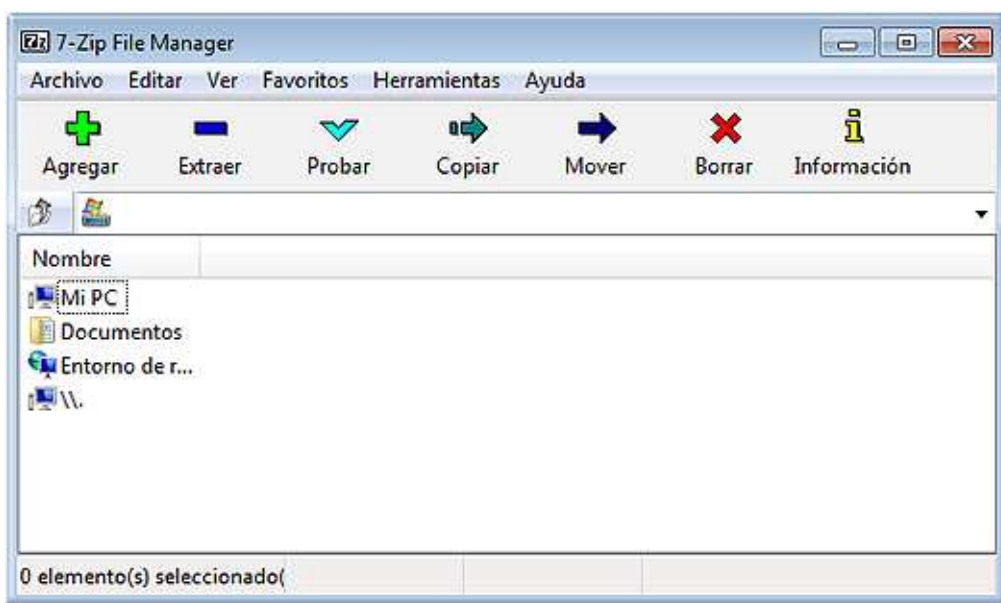 7-Zip File Manager
Archivo Editar Ver Favoritos Herramientas Ayuda
Agregar Extraer Probar Copiar Mover Borrar Información
Nombre
Mi PC
Documentos
Entorno de r...
\\.
0 elemento(s) seleccionado(